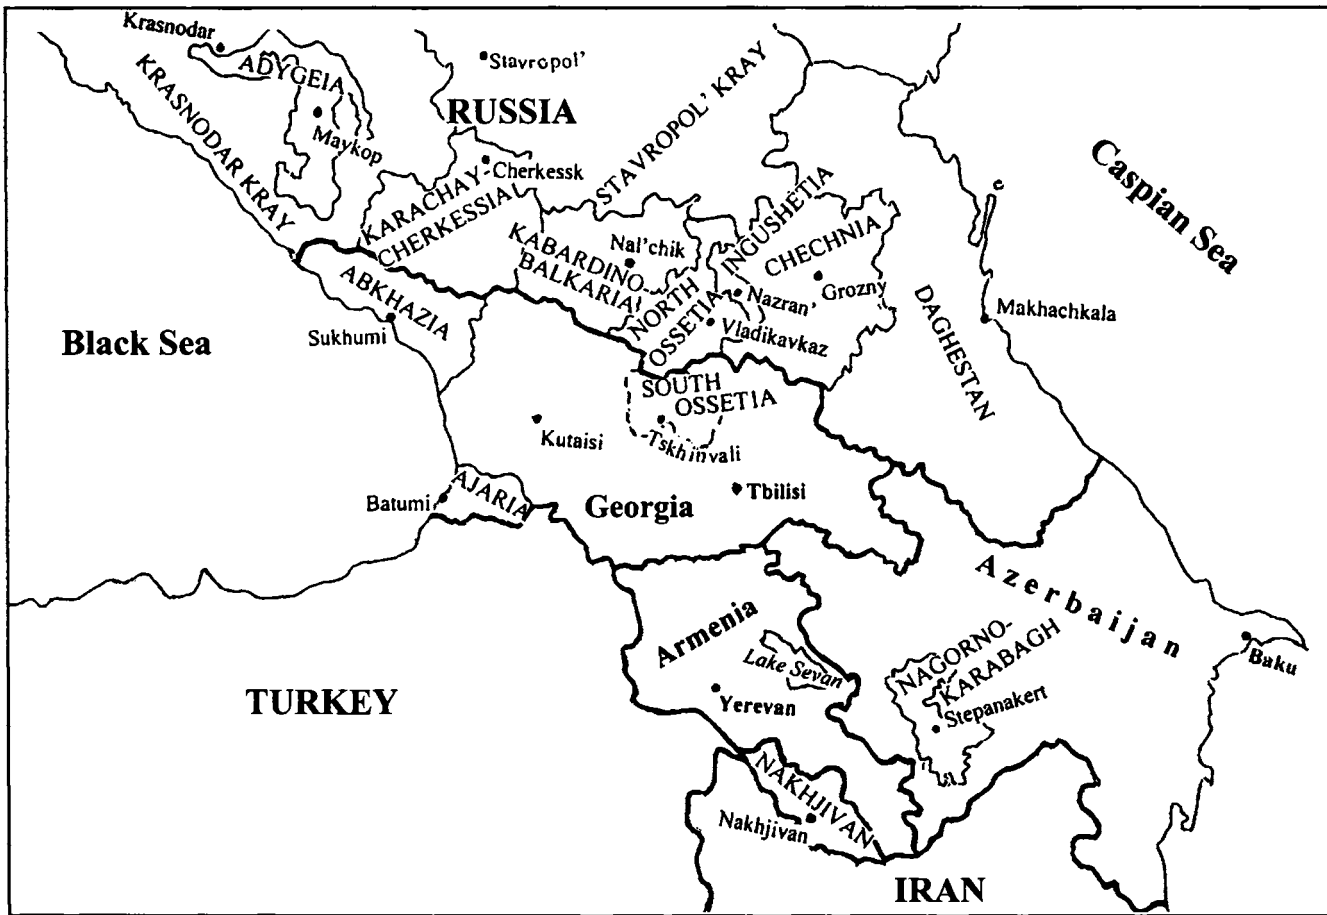 Krasnodar
ADYGEIA
Maykop
KRASNODAR KRAY
Stavropol'
RUSSIA
STAVROPOL' KRAY
Cherkessk
KARACHAY-
CHERKESSIA
KABARDINO-
BALKARIA
Nal'chik
NORTH
OSSETIA
INGUSHETIA
CHECHNIA
Nazran'
Grozny
Vladikavkaz
DAGHESTAN
Makhachkala
Caspian Sea
Black Sea
ABKHAZIA
Sukhumi
SOUTH
OSSETIA
Tskhinvali
Kutaisi
Tbilisi
Georgia
AJARIA
Batumi
Azerbaijan
Baku
Armenia
Lake Sevan
Yerevan
NAGORNO-
KARABAGH
Stepanakert
TURKEY
NAKHJIVAN
Nakhjivan
IRAN